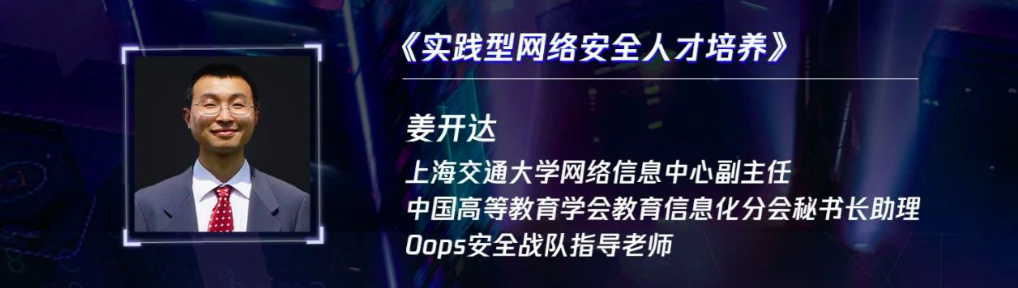 《实践型网络安全人才培养》
姜开达
上海交通大学网络信息中心副主任
中国高等教育学会教育信息化分会秘书长助理
0ops安全战队指导老师